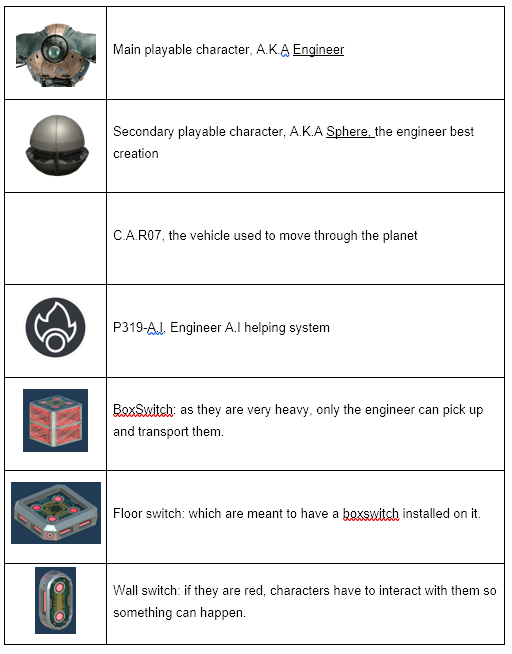 Main playable character, A.K.A Engineer
Secondary playable character, A.K.A Sphere, the engineer best
creation
C.A.R07, the vehicle used to move through the planet
P319-A.I, Engineer A.I helping system
BoxSwitch: as they are very heavy, only the engineer can pick up
and transport them.
Floor switch: which are meant to have a boxswitch installed on it.
Wall switch: if they are red, characters have to interact with them so
something can happen.